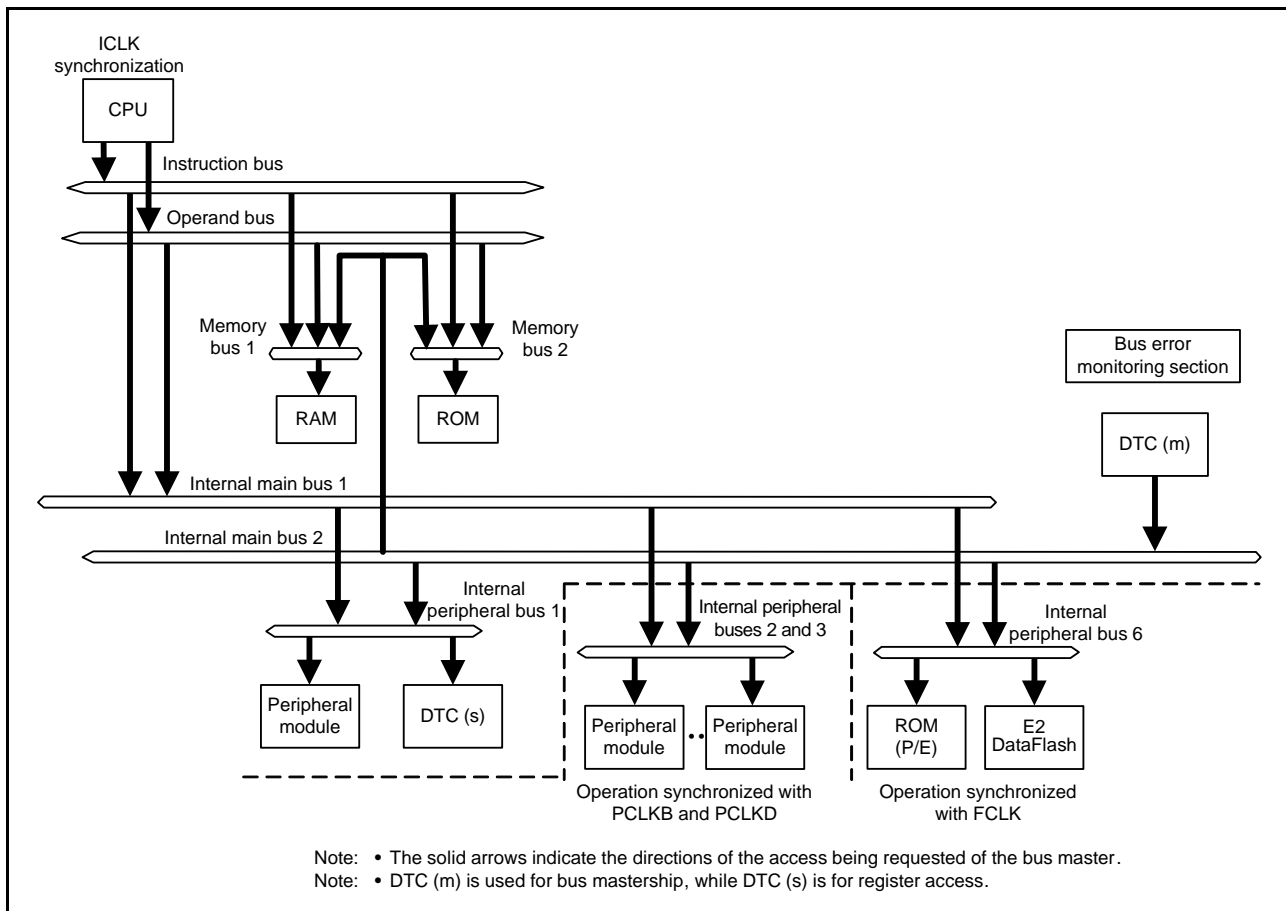 ICLK
synchronization
CPU
Instruction bus
Operand bus
Memory
bus 1
Memory
bus 2
Bus error
monitoring section
RAM
ROM
DTC (m)
Internal main bus 1
Internal main bus 2
Internal
peripheral bus 1
Internal peripheral
buses 2 and 3
Internal
peripheral bus 6
Peripheral
module
DTC (s)
Peripheral
module
Peripheral
module
ROM
(P/E)
E2
DataFlash
Operation synchronized with
PCLKB and PCLKD
Operation synchronized
with FCLK
Note: • The solid arrows indicate the directions of the access being requested of the bus master.
Note: • DTC (m) is used for bus mastership, while DTC (s) is for register access.